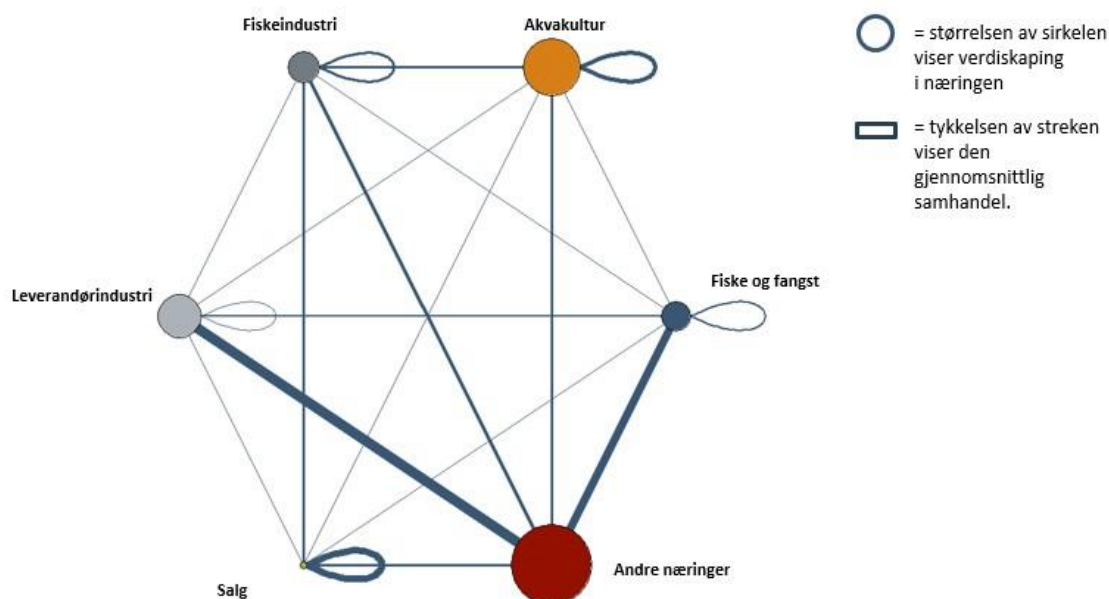 Fiskeindustri
Akvakultur
= størrelsen av sirkelen
viser verdiskaping
i næringen
= tykkelsen av streken
viser den
gjennomsnittlig
samhandel.
Leverandørindustri
Fiske og fangst
Salg
Andre næringer